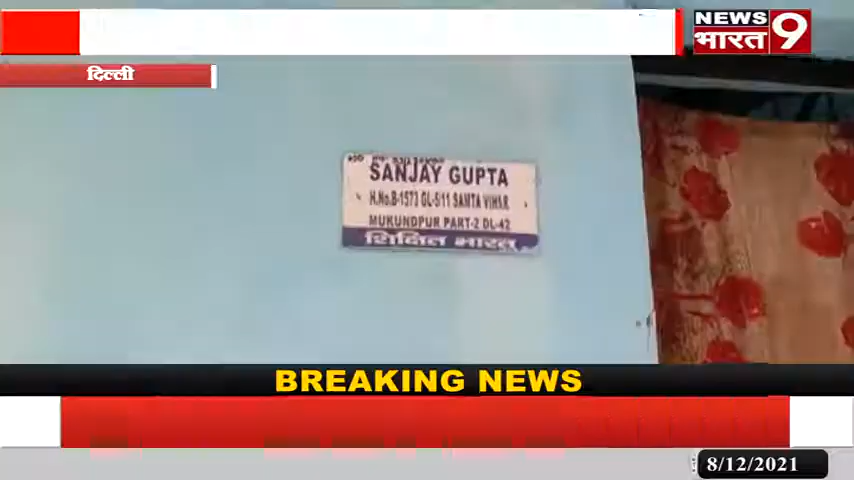 NEWS
भारत 9
दिल्ली
SANJAY GUPTA
H.No.B-1573 GL-5/11 SAMTA VIHAR
MUKUNDPUR PART-2 DL-42
शिक्षित भारत
BREAKING NEWS
8/12/2021